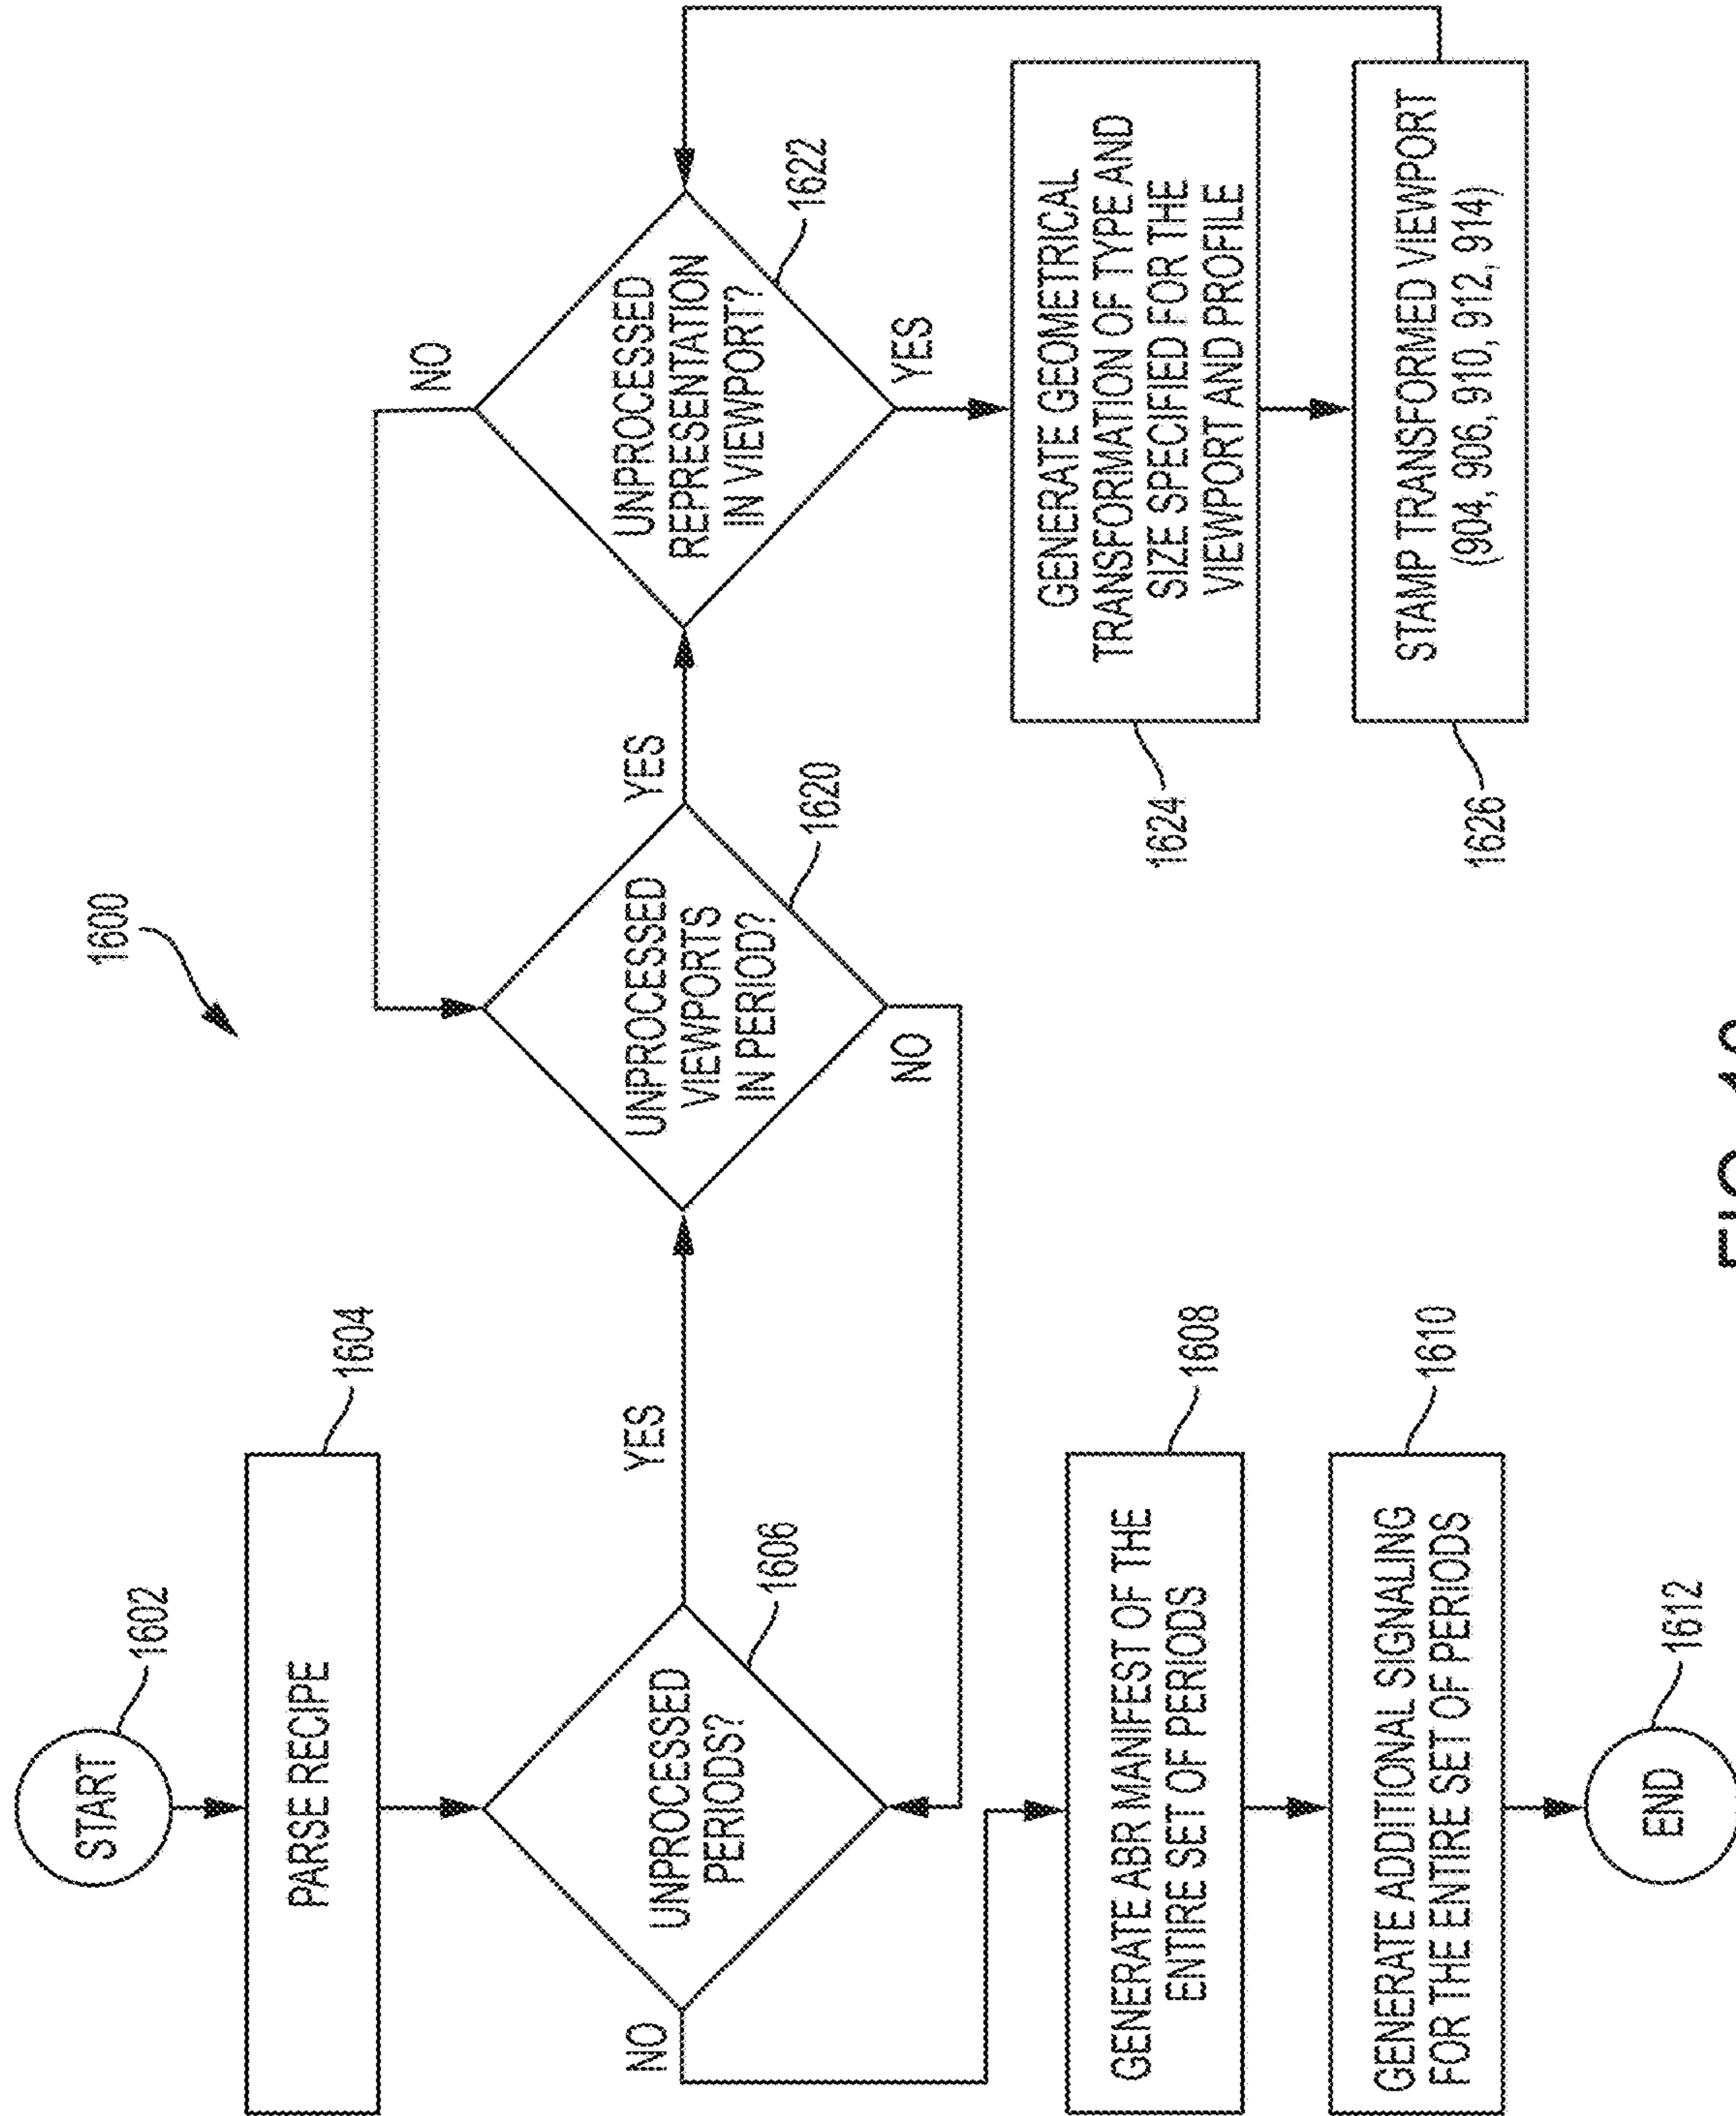 1600
START
1602
PARSE RECIPE
1604
UNPROCESSED
PERIODS?
1606
YES
NO
UNPROCESSED
VIEWPORTS
IN PERIOD?
1620
YES
NO
UNPROCESSED
REPRESENTATION
IN VIEWPORT?
1622
NO
YES
GENERATE GEOMETRICAL
TRANSFORMATION OF TYPE AND
SIZE SPECIFIED FOR THE
VIEWPORT AND PROFILE
1624
STAMP TRANSFORMED VIEWPORT
(904, 906, 910, 912, 914)
1626
GENERATE ABR MANIFEST OF THE
ENTIRE SET OF PERIODS
1608
GENERATE ADDITIONAL SIGNALING
FOR THE ENTIRE SET OF PERIODS
1610
END
1612